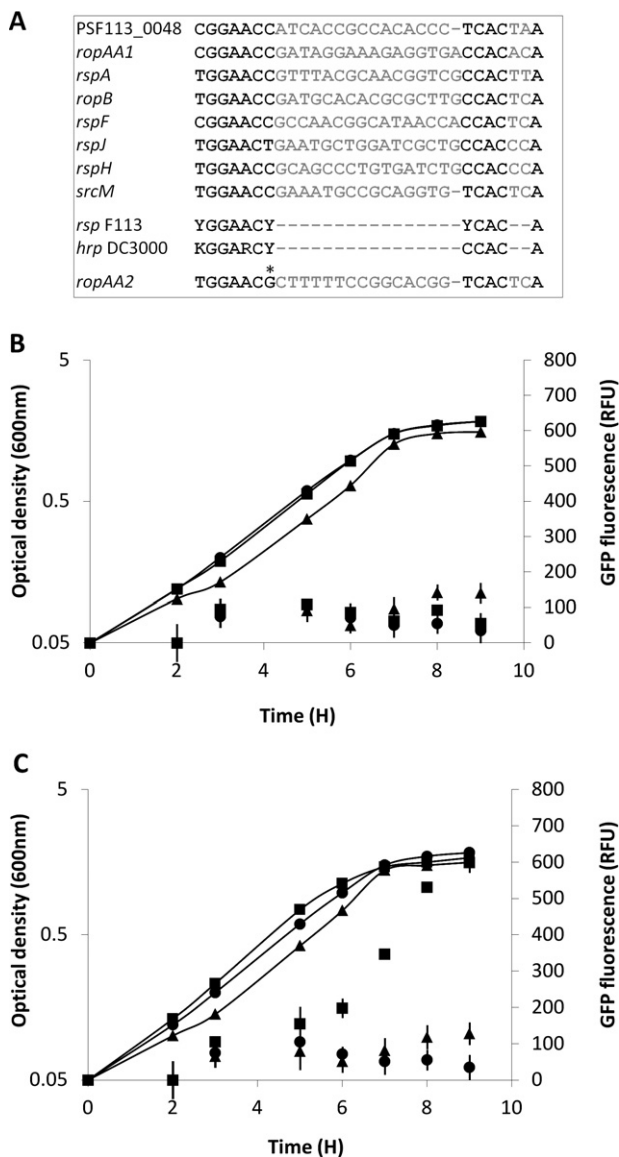 A
PSF113_0048 CGGAACCATCACCGCCACACCC-TCACTAA
ropAA1 CGGAACCGATAGGAAAGAGGTGACCACACA
rspA TGGAACCGTTTACGCAACGGTCGCCACTTA
ropB TGGAACCGATGCACACGCGCTTGCCACTCA
rspF CGGAACCGCCAACGGCATAACCACCACTCA
rspJ TGGAACTGAATGCTGGATCGCTGCCACCCA
rspH TGGAACCGCAGCCCTGTGATCTGCCACCCA
srcM TGGAACCGAAATGCCGCAGGTG-TCACTCA
rsp F113 YGGAACY----------------YCAC--A
hrp DC3000 KGGARCY----------------CCAC--A
*
ropAA2 TGGAACGCTTTTTCCGGCACGG-TCACTCA
B
Optical density (600nm)
5
0.5
0.05
800
700
600
500
400
300
200
100
0
GFP fluorescence (RFU)
0 2 4 6 8 10
Time (H)
C
Optical density (600nm)
5
0.5
0.05
800
700
600
500
400
300
200
100
0
GFP fluorescence (RFU)
0 2 4 6 8 10
Time (H)